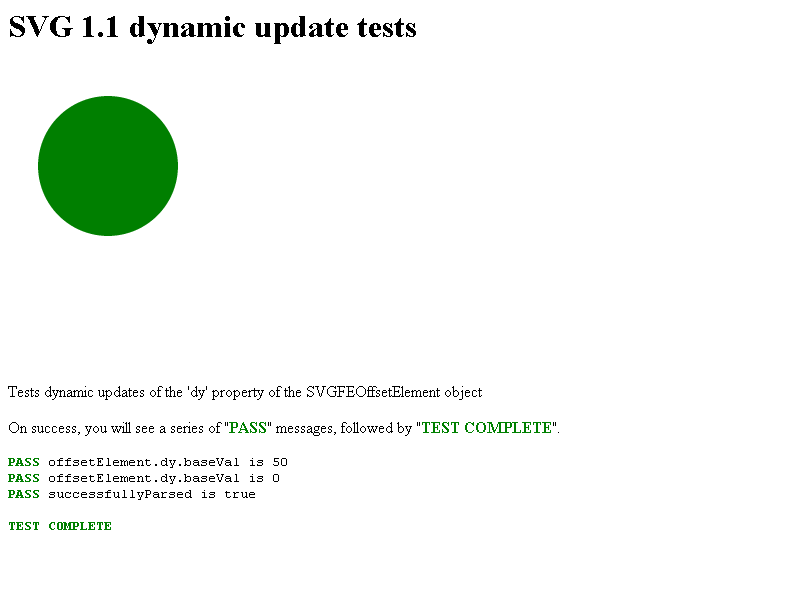 SVG 1.1 dynamic update tests
Tests dynamic updates of the 'dy' property of the SVGFEOffsetElement object
On success, you will see a series of "PASS" messages, followed by "TEST COMPLETE".
PASS offsetElement.dy.baseVal is 50
PASS offsetElement.dy.baseVal is 0
PASS successfullyParsed is true
TEST COMPLETE